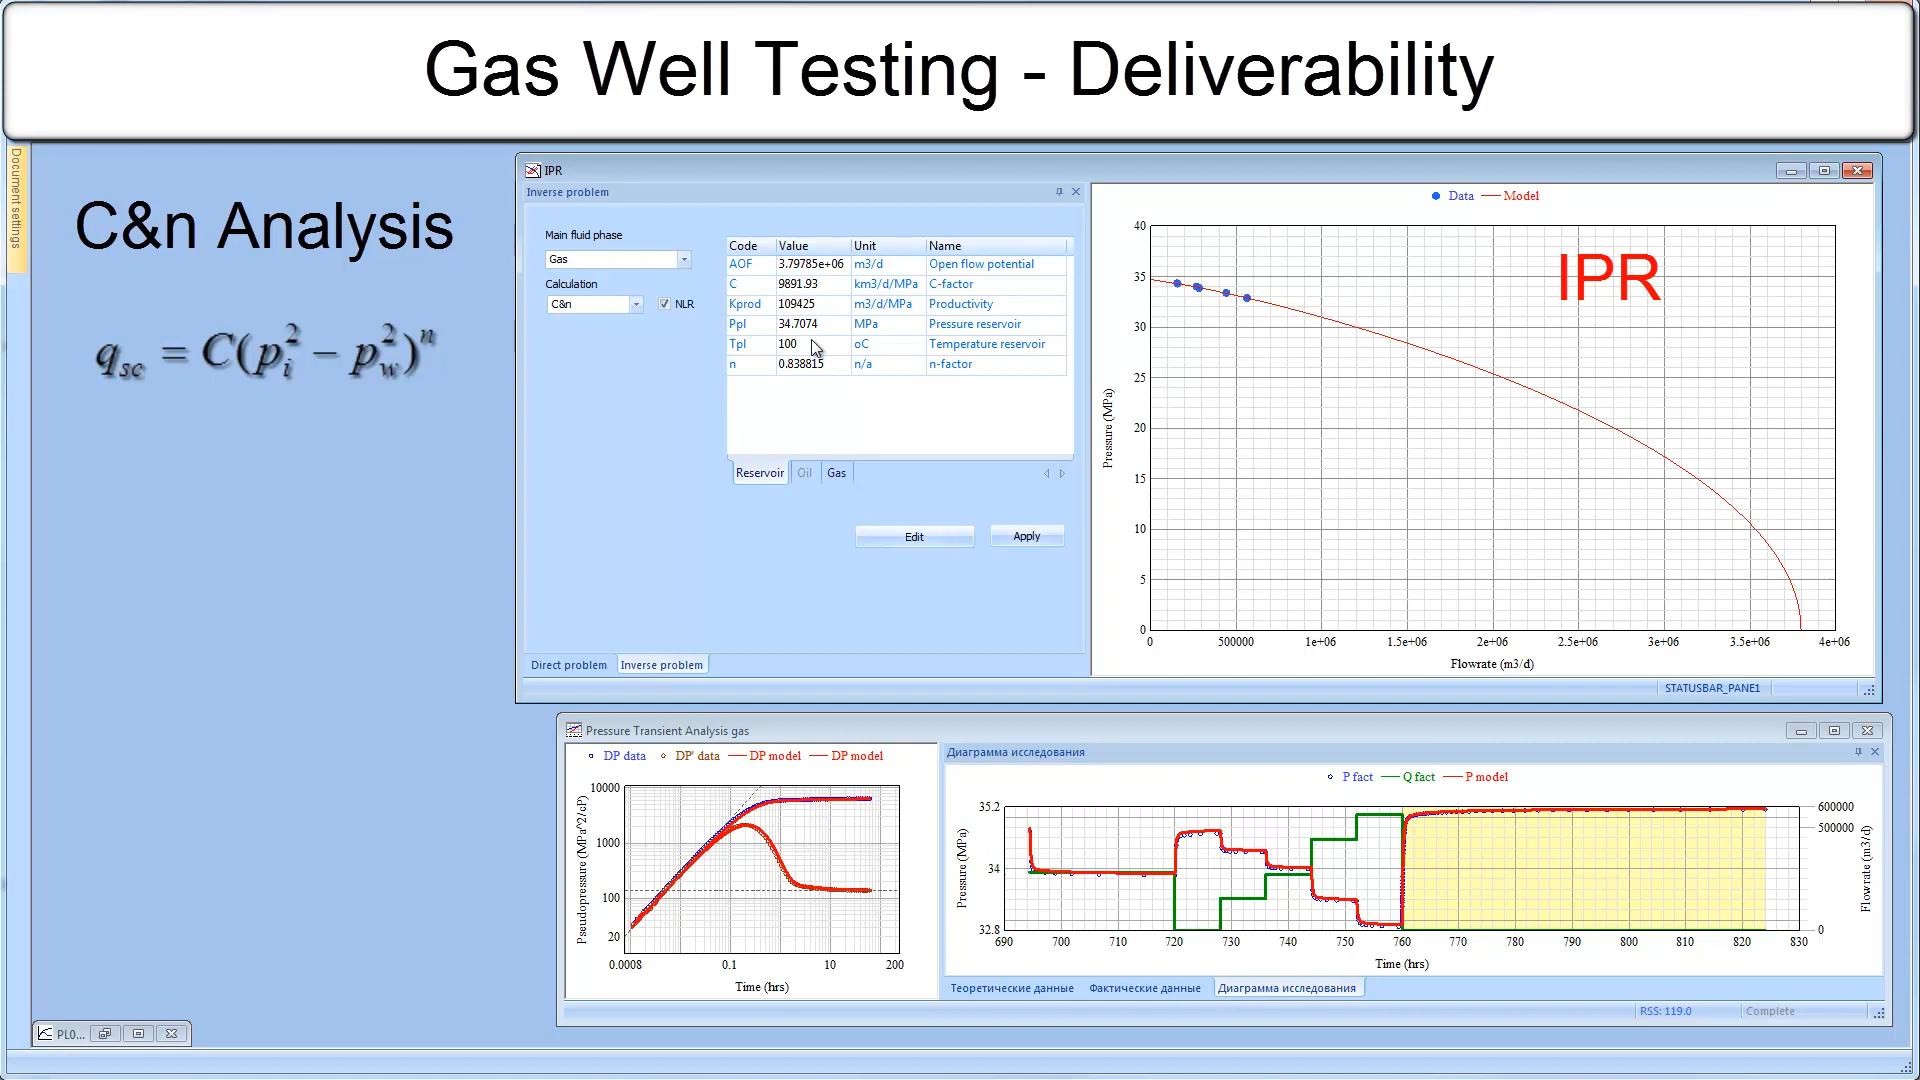 Gas Well Testing - Deliverability
Document settings
C&n Analysis
q_sc = C(p_i^2 − p_w^2)^n
IPR
Inverse problem
Main fluid phase
Gas
Calculation
C&n
NLR
Code Value Unit Name
AOF 3.79785e+06 m3/d Open flow potential
C 9891.93 km3/d/MPa C-factor
Kprod 109425 m3/d/MPa Productivity
Ppl 34.7074 MPa Pressure reservoir
Tpl 100 oC Temperature reservoir
n 0.838815 n/a n-factor
Reservoir Oil Gas
Edit Apply
Direct problem Inverse problem
Data Model
IPR
40
35
30
25
20
15
10
5
0
Pressure (MPa)
0 500000 1e+06 1.5e+06 2e+06 2.5e+06 3e+06 3.5e+06 4e+06
Flowrate (m3/d)
STATUSBAR_PANE1
Pressure Transient Analysis gas
DP data DP' data DP model DP model
10000
1000
100
20
Pseudopressure (MPa^2/cP)
0.0008 0.1 10 200
Time (hrs)
Диаграмма исследования
P fact Q fact P model
35.2
34
32.8
Pressure (MPa)
600000
500000
0
Flowrate (m3/d)
690 700 710 720 730 740 750 760 770 780 790 800 810 820 830
Time (hrs)
Теоретические данные Фактические данные Диаграмма исследования
RSS: 119.0 Complete
PL0...